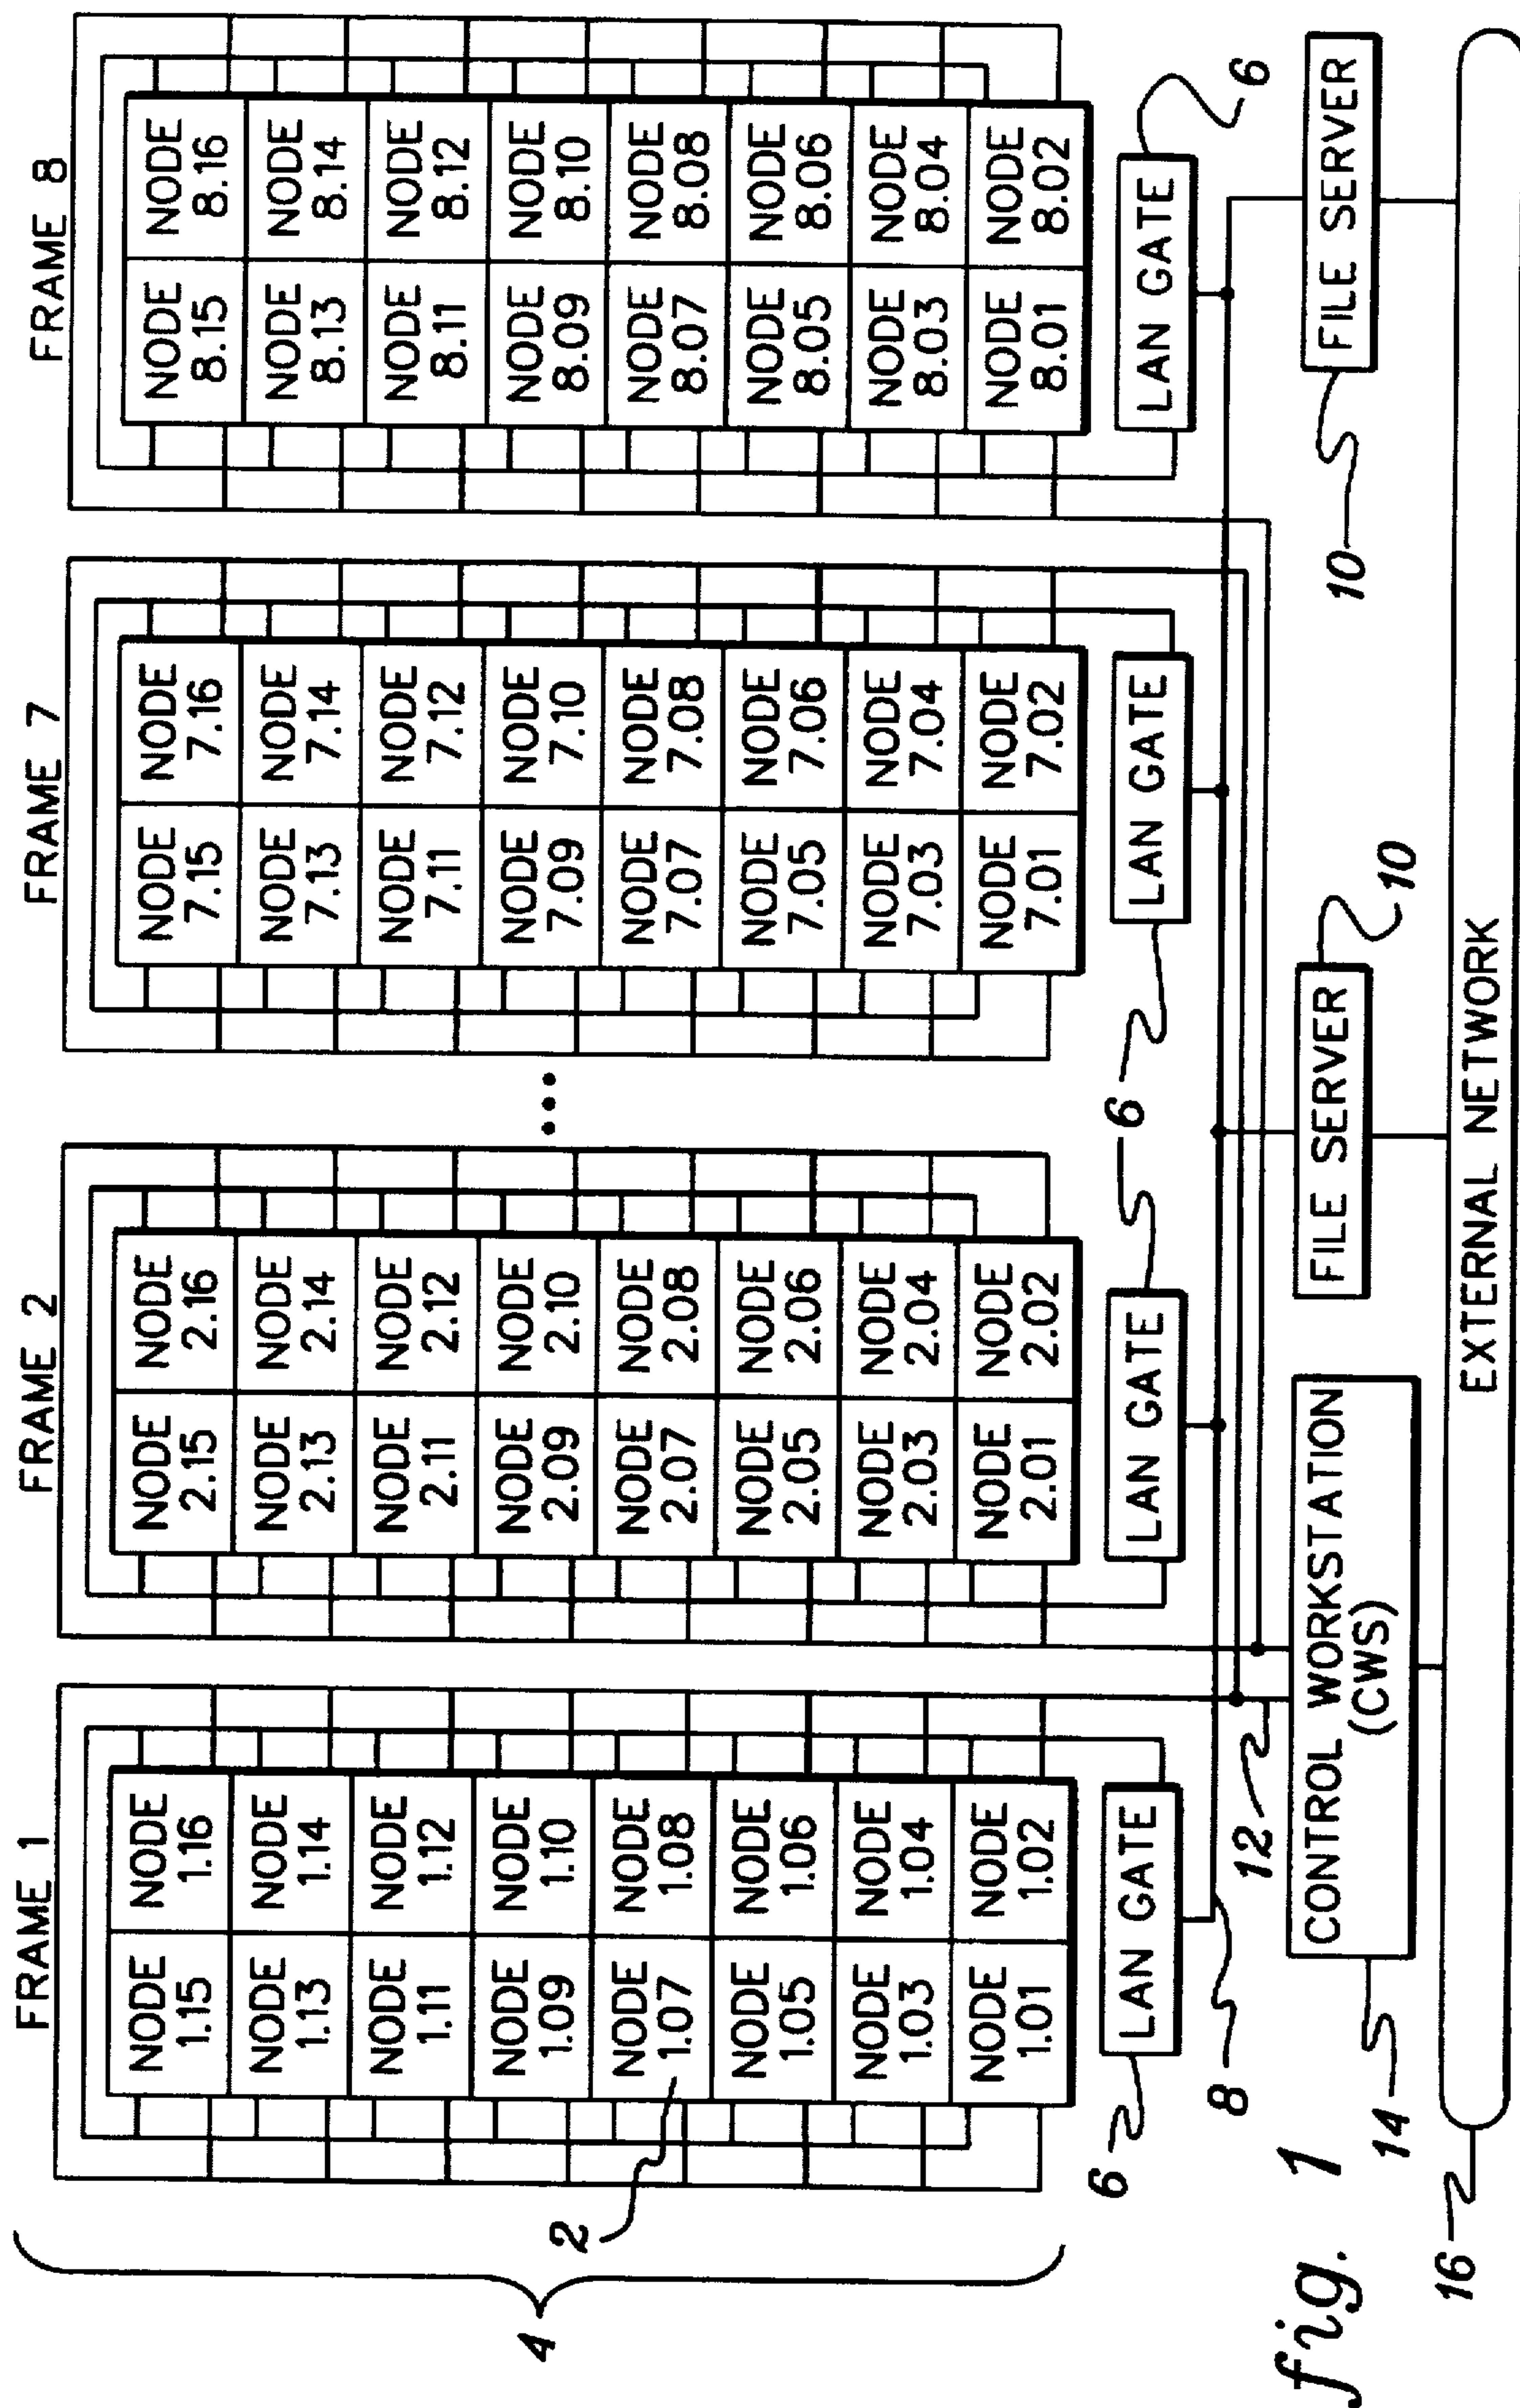 FRAME 1
NODE
1.15
NODE
1.16
NODE
1.13
NODE
1.14
NODE
1.11
NODE
1.12
NODE
1.09
NODE
1.10
NODE
1.07
NODE
1.08
NODE
1.05
NODE
1.06
NODE
1.03
NODE
1.04
NODE
1.01
NODE
1.02
FRAME 2
NODE
2.15
NODE
2.16
NODE
2.13
NODE
2.14
NODE
2.11
NODE
2.12
NODE
2.09
NODE
2.10
NODE
2.07
NODE
2.08
NODE
2.05
NODE
2.06
NODE
2.03
NODE
2.04
NODE
2.01
NODE
2.02
...
FRAME 7
NODE
7.15
NODE
7.16
NODE
7.13
NODE
7.14
NODE
7.11
NODE
7.12
NODE
7.09
NODE
7.10
NODE
7.07
NODE
7.08
NODE
7.05
NODE
7.06
NODE
7.03
NODE
7.04
NODE
7.01
NODE
7.02
FRAME 8
NODE
8.15
NODE
8.16
NODE
8.13
NODE
8.14
NODE
8.11
NODE
8.12
NODE
8.09
NODE
8.10
NODE
8.07
NODE
8.08
NODE
8.05
NODE
8.06
NODE
8.03
NODE
8.04
NODE
8.01
NODE
8.02
4
2
6
LAN GATE
LAN GATE
6
6
LAN GATE
LAN GATE
6
8
12
CONTROL WORKSTATION
(CWS)
14
FILE SERVER
10
10
FILE SERVER
EXTERNAL NETWORK
16
fig. 1